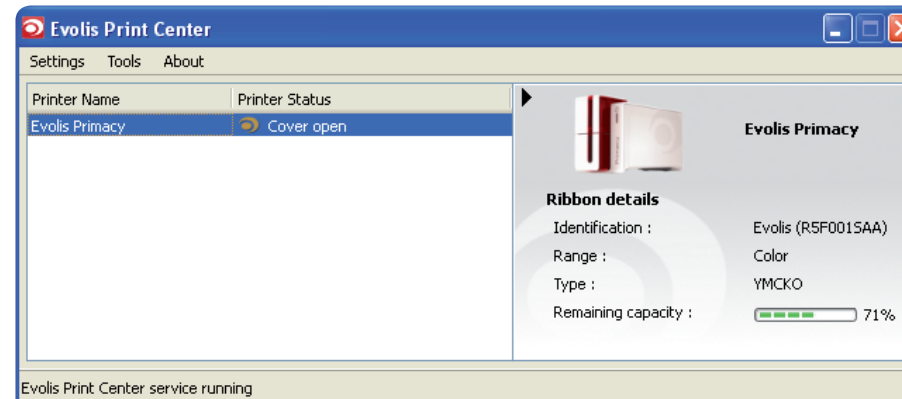 Evolis Print Center
Settings Tools About
Printer Name Printer Status
Evolis Primacy Cover open
Evolis Primacy
Ribbon details
Identification : Evolis (R5F001SAA)
Range : Color
Type : YMCKO
Remaining capacity : 71%
Evolis Print Center service running